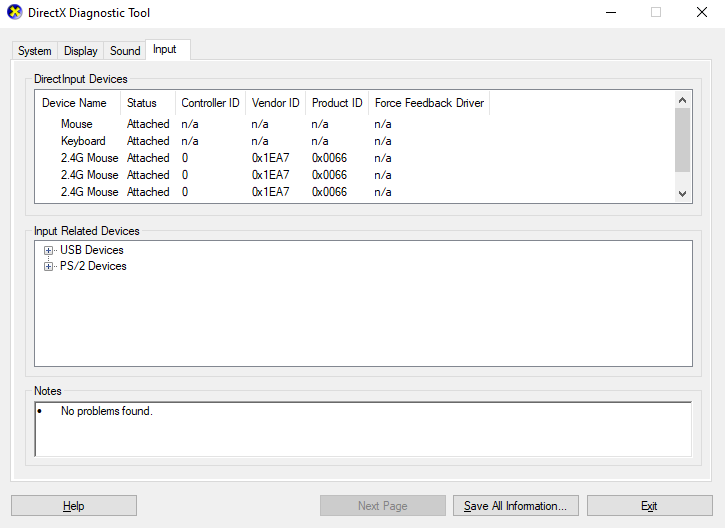 DirectX Diagnostic Tool
System Display Sound Input
DirectInput Devices
Device Name Status Controller ID Vendor ID Product ID Force Feedback Driver
Mouse Attached n/a n/a n/a n/a
Keyboard Attached n/a n/a n/a n/a
2.4G Mouse Attached 0 0x1EA7 0x0066 n/a
2.4G Mouse Attached 0 0x1EA7 0x0066 n/a
2.4G Mouse Attached 0 0x1EA7 0x0066 n/a
Input Related Devices
USB Devices
PS/2 Devices
Notes
• No problems found.
Help Next Page Save All Information... Exit